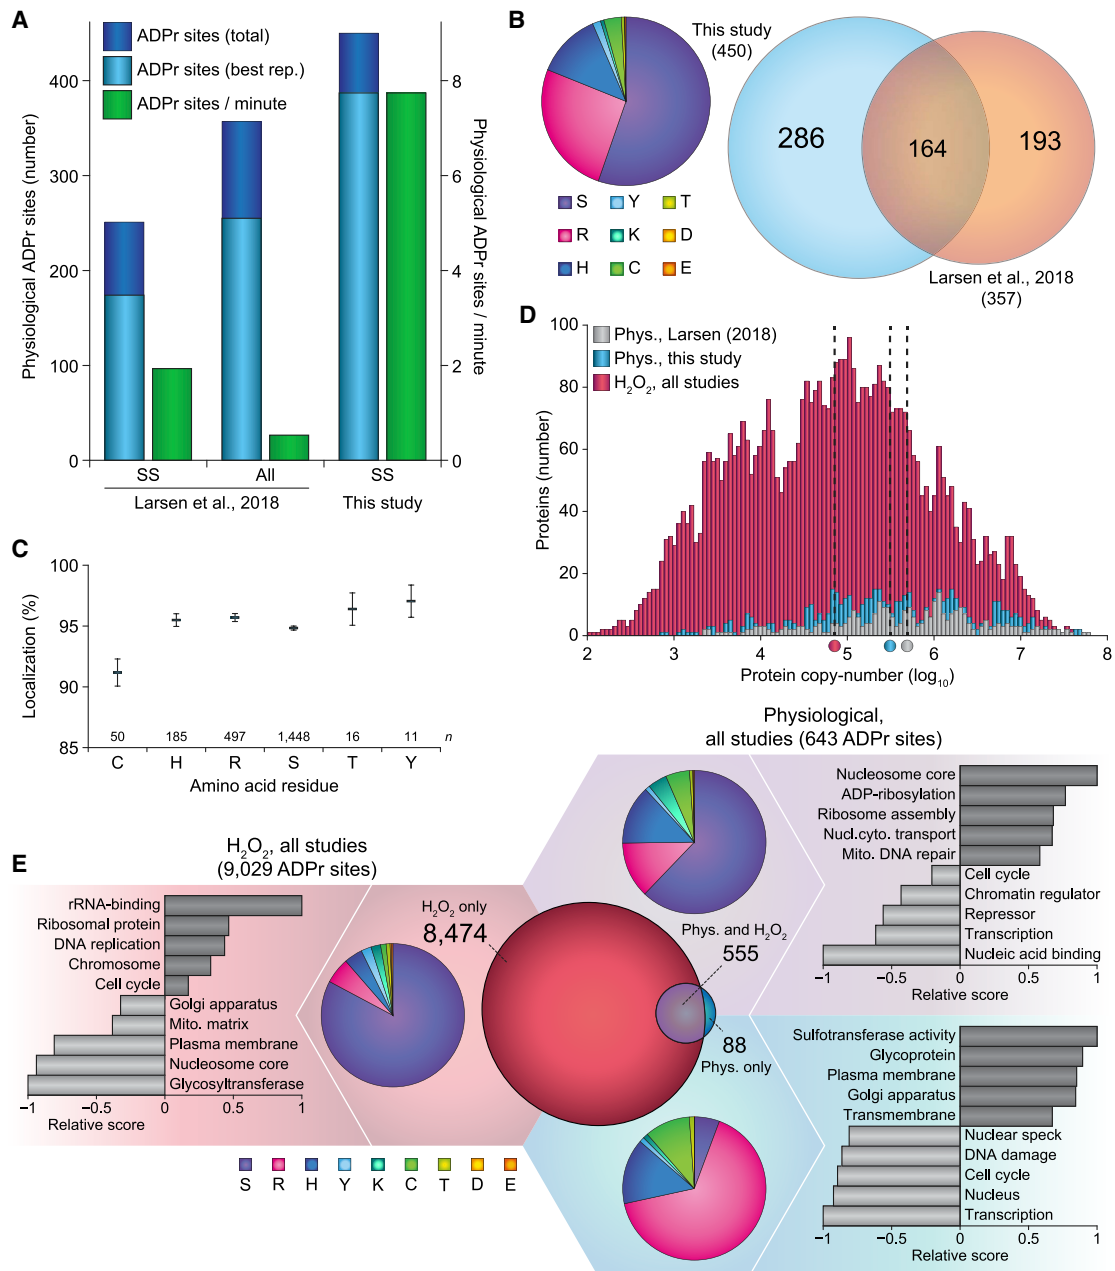 A
ADPr sites (total)
ADPr sites (best rep.)
ADPr sites / minute
Physiological ADPr sites (number)
400
300
200
100
0
8
6
4
2
0
Physiological ADPr sites / minute
SS
All
SS
Larsen et al., 2018
This study
B
This study
(450)
S
Y
T
R
K
D
H
C
E
286
164
193
Larsen et al., 2018
(357)
C
Localization (%)
100
95
90
85
50
185
497
1,448
16
11
n
C
H
R
S
T
Y
Amino acid residue
D
Phys., Larsen (2018)
Phys., this study
H2O2, all studies
Proteins (number)
100
80
60
40
20
0
2
3
4
5
6
7
8
Protein copy-number (log10)
E
H2O2, all studies
(9,029 ADPr sites)
rRNA-binding
Ribosomal protein
DNA replication
Chromosome
Cell cycle
Golgi apparatus
Mito. matrix
Plasma membrane
Nucleosome core
Glycosyltransferase
−1
−0.5
0
0.5
1
Relative score
H2O2 only
8,474
Phys. and H2O2
555
88
Phys. only
S
R
H
Y
K
C
T
D
E
Physiological,
all studies (643 ADPr sites)
Nucleosome core
ADP-ribosylation
Ribosome assembly
Nucl.cyto. transport
Mito. DNA repair
Cell cycle
Chromatin regulator
Repressor
Transcription
Nucleic acid binding
−1
−0.5
0
0.5
1
Relative score
Sulfotransferase activity
Glycoprotein
Plasma membrane
Golgi apparatus
Transmembrane
Nuclear speck
DNA damage
Cell cycle
Nucleus
Transcription
−1
−0.5
0
0.5
1
Relative score